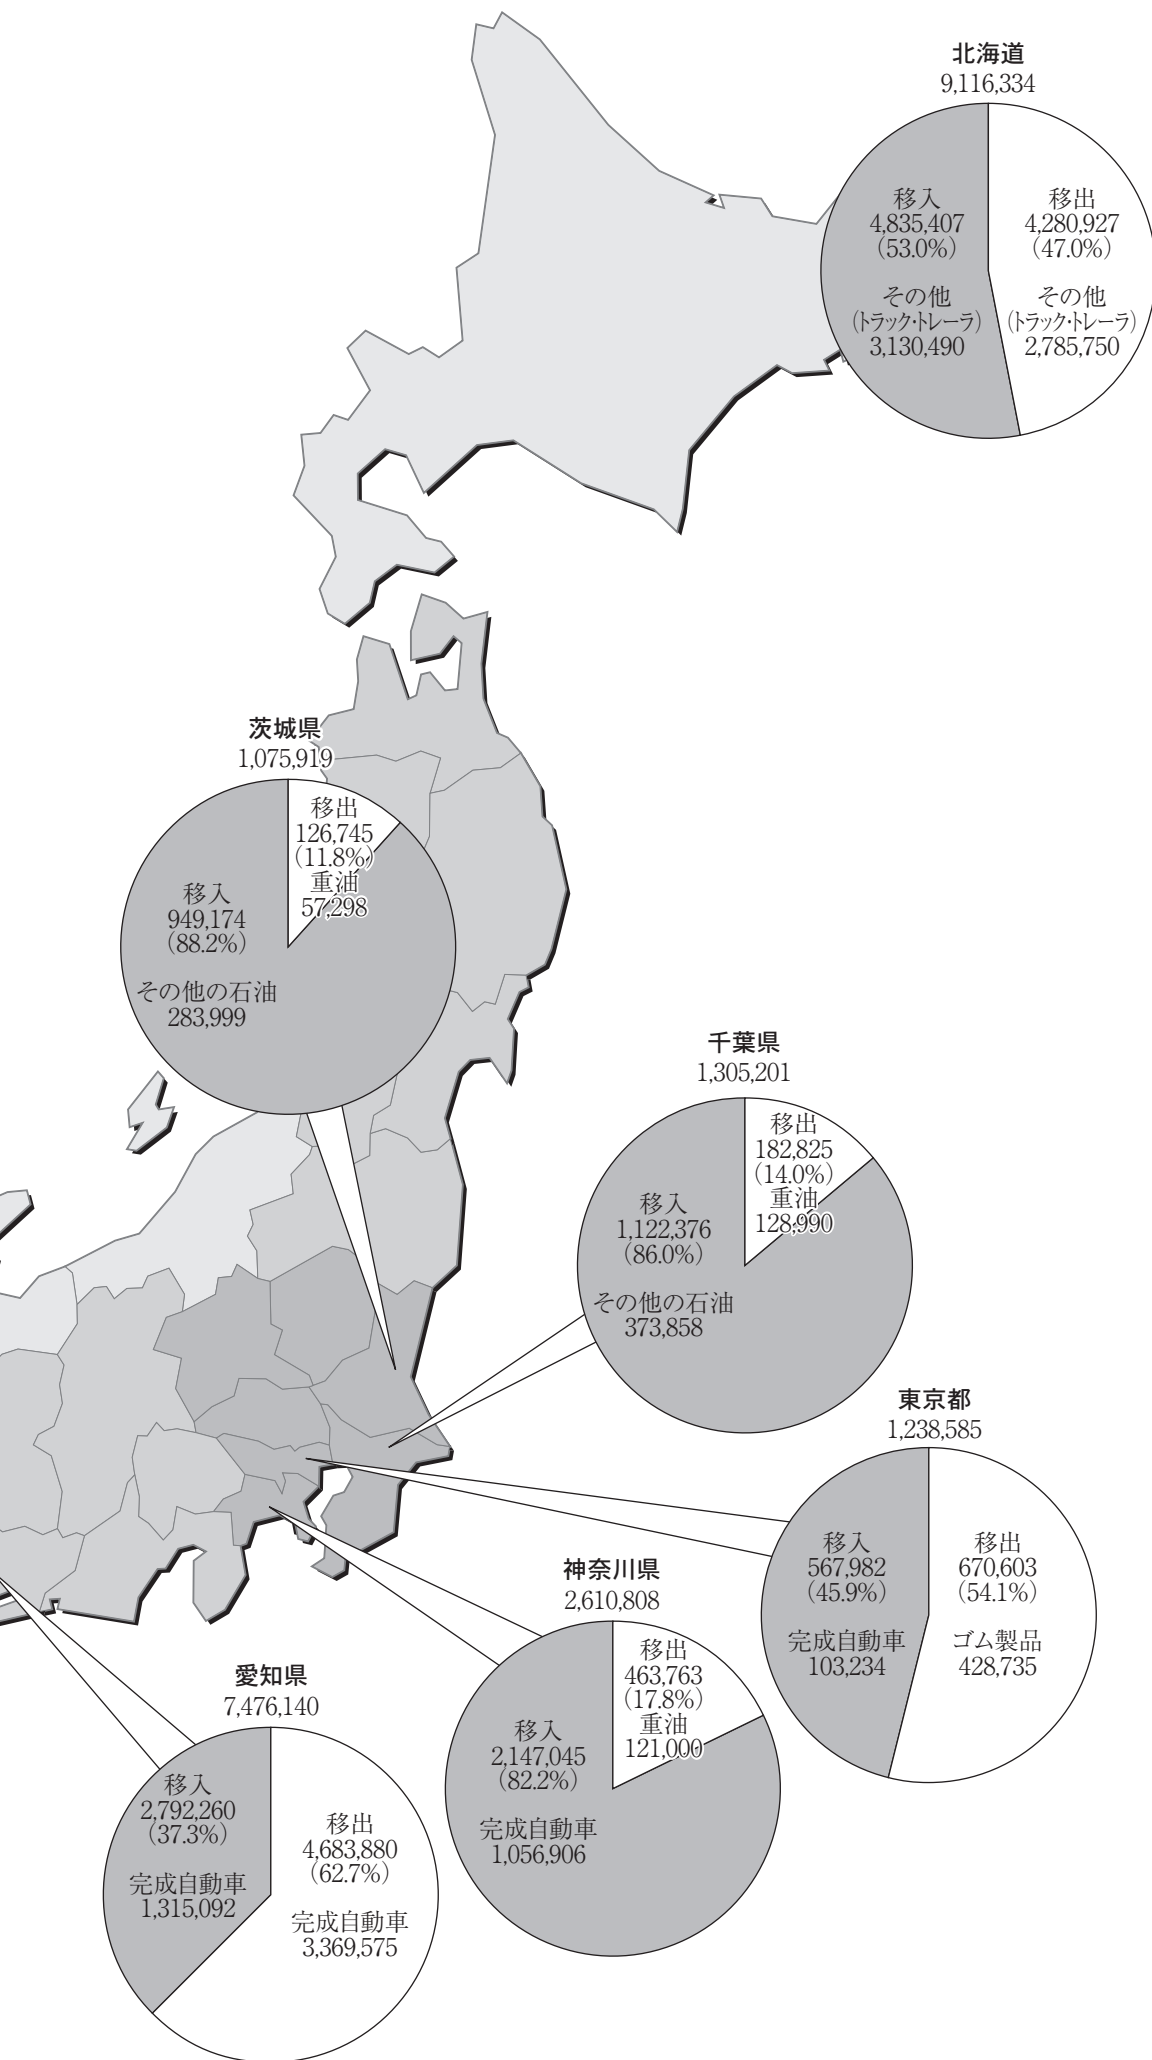 北海道
9,116,334
移入
4,835,407
(53.0%)
その他
(トラック・トレーラ)
3,130,490
移出
4,280,927
(47.0%)
その他
(トラック・トレーラ)
2,785,750
茨城県
1,075,919
移出
126,745
(11.8%)
重油
57,298
移入
949,174
(88.2%)
その他の石油
283,999
千葉県
1,305,201
移出
182,825
(14.0%)
重油
128,990
移入
1,122,376
(86.0%)
その他の石油
373,858
東京都
1,238,585
移入
567,982
(45.9%)
完成自動車
103,234
移出
670,603
(54.1%)
ゴム製品
428,735
神奈川県
2,610,808
移出
463,763
(17.8%)
重油
121,000
移入
2,147,045
(82.2%)
完成自動車
1,056,906
愛知県
7,476,140
移入
2,792,260
(37.3%)
完成自動車
1,315,092
移出
4,683,880
(62.7%)
完成自動車
3,369,575